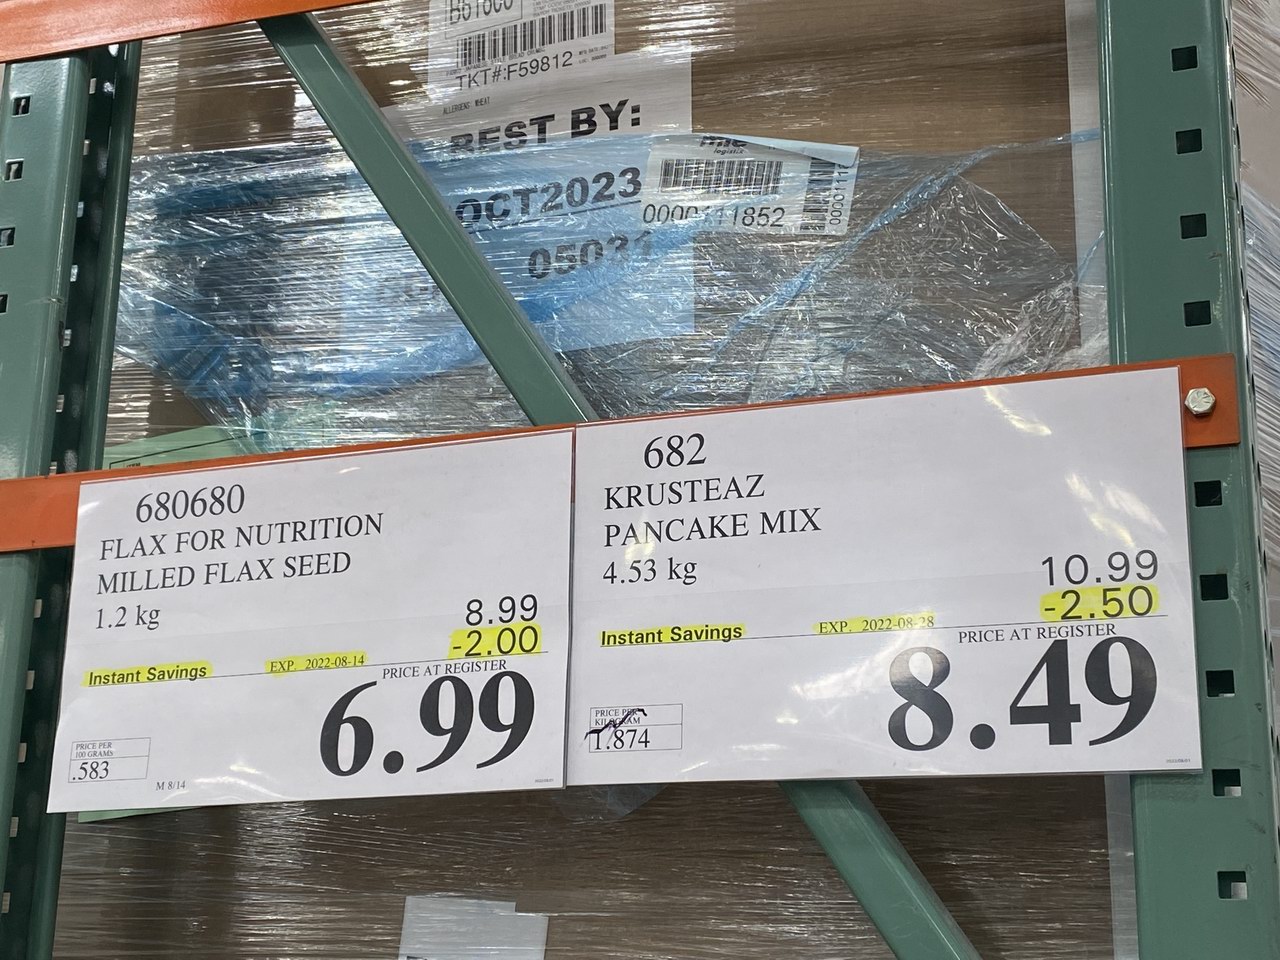 TKT#:F59812
ALLERGENS: WHEAT
BEST BY:
OCT2023
05031
logistix
0000111852
680680
FLAX FOR NUTRITION
MILLED FLAX SEED
1.2 kg
8.99
-2.00
Instant Savings EXP. 2022-08-14
PRICE AT REGISTER
6.99
PRICE PER
100 GRAMS
.583
M 8/14
682
KRUSTEAZ
PANCAKE MIX
4.53 kg
10.99
-2.50
Instant Savings EXP. 2022-08-28
PRICE AT REGISTER
8.49
PRICE PER
KILOGRAM
1.874